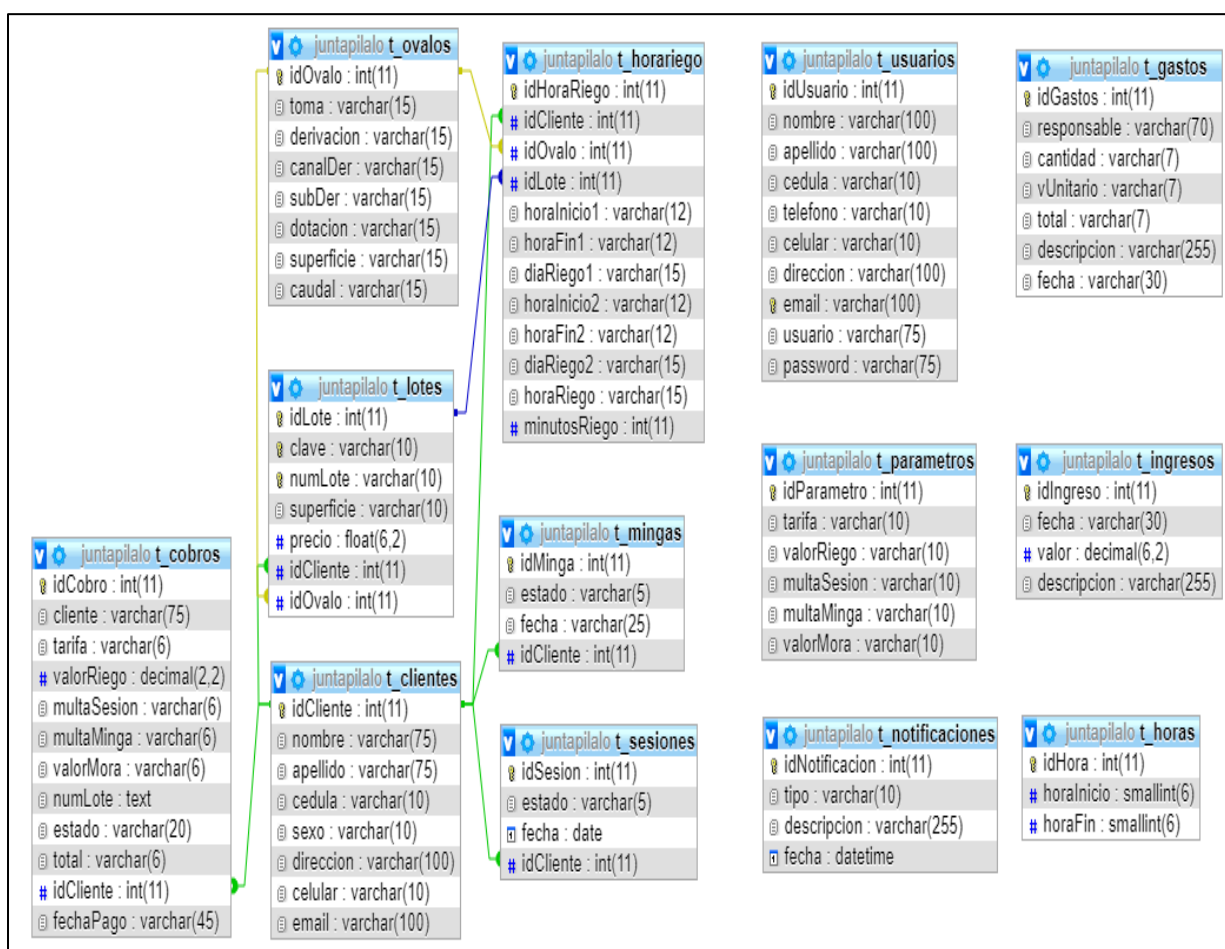 juntapilalo t_ovalos
idOvalo : int(11)
toma : varchar(15)
derivacion : varchar(15)
canalDer : varchar(15)
subDer : varchar(15)
dotacion : varchar(15)
superficie : varchar(15)
caudal : varchar(15)
juntapilalo t_horariego
idHoraRiego : int(11)
idCliente : int(11)
idOvalo : int(11)
idLote : int(11)
horaInicio1 : varchar(12)
horaFin1 : varchar(12)
diaRiego1 : varchar(15)
horaInicio2 : varchar(12)
horaFin2 : varchar(12)
diaRiego2 : varchar(15)
horaRiego : varchar(15)
minutosRiego : int(11)
juntapilalo t_usuarios
idUsuario : int(11)
nombre : varchar(100)
apellido : varchar(100)
cedula : varchar(10)
telefono : varchar(10)
celular : varchar(10)
direccion : varchar(100)
email : varchar(100)
usuario : varchar(75)
password : varchar(75)
juntapilalo t_gastos
idGastos : int(11)
responsable : varchar(70)
cantidad : varchar(7)
vUnitario : varchar(7)
total : varchar(7)
descripcion : varchar(255)
fecha : varchar(30)
juntapilalo t_lotes
idLote : int(11)
clave : varchar(10)
numLote : varchar(10)
superficie : varchar(10)
precio : float(6,2)
idCliente : int(11)
idOvalo : int(11)
juntapilalo t_parametros
idParametro : int(11)
tarifa : varchar(10)
valorRiego : varchar(10)
multaSesion : varchar(10)
multaMinga : varchar(10)
valorMora : varchar(10)
juntapilalo t_ingresos
idIngreso : int(11)
fecha : varchar(30)
valor : decimal(6,2)
descripcion : varchar(255)
juntapilalo t_cobros
idCobro : int(11)
cliente : varchar(75)
tarifa : varchar(6)
valorRiego : decimal(2,2)
multaSesion : varchar(6)
multaMinga : varchar(6)
valorMora : varchar(6)
numLote : text
estado : varchar(20)
total : varchar(6)
idCliente : int(11)
fechaPago : varchar(45)
juntapilalo t_mingas
idMinga : int(11)
estado : varchar(5)
fecha : varchar(25)
idCliente : int(11)
juntapilalo t_clientes
idCliente : int(11)
nombre : varchar(75)
apellido : varchar(75)
cedula : varchar(10)
sexo : varchar(10)
direccion : varchar(100)
celular : varchar(10)
email : varchar(100)
juntapilalo t_sesiones
idSesion : int(11)
estado : varchar(5)
fecha : date
idCliente : int(11)
juntapilalo t_notificaciones
idNotificacion : int(11)
tipo : varchar(10)
descripcion : varchar(255)
fecha : datetime
juntapilalo t_horas
idHora : int(11)
horaInicio : smallint(6)
horaFin : smallint(6)